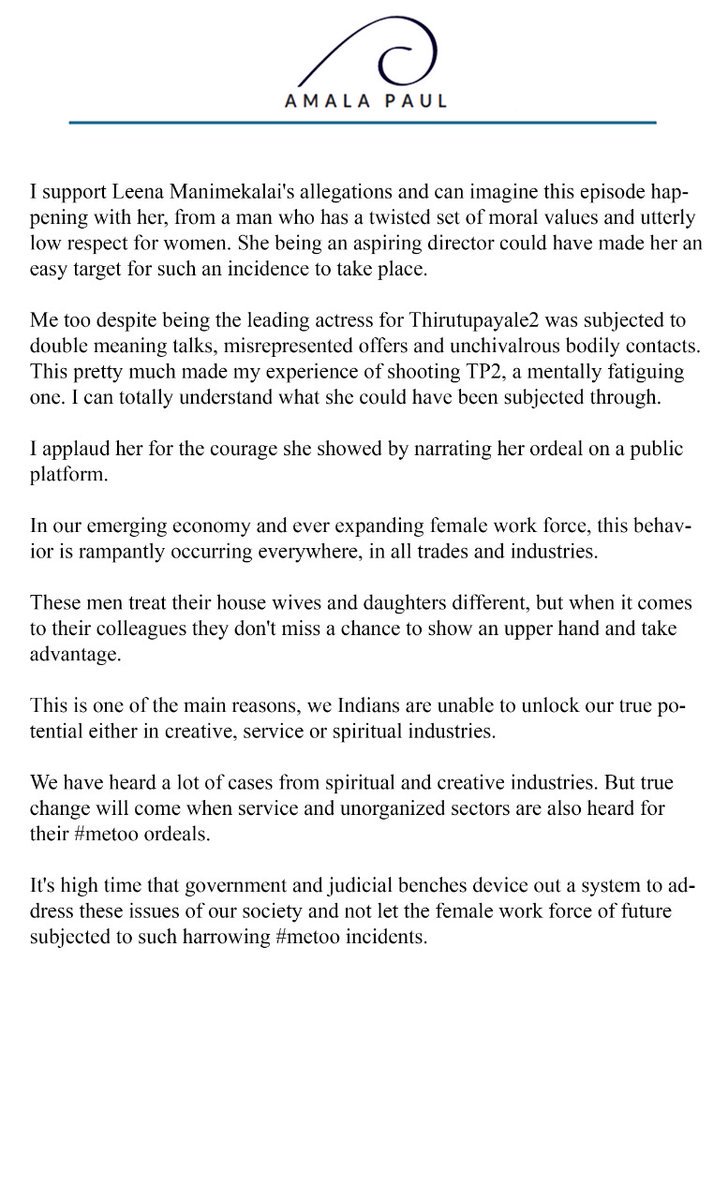 AMALA PAUL
I support Leena Manimekalai's allegations and can imagine this episode hap-
pening with her, from a man who has a twisted set of moral values and utterly
low respect for women. She being an aspiring director could have made her an
easy target for such an incidence to take place.
Me too despite being the leading actress for Thirutupayale2 was subjected to
double meaning talks, misrepresented offers and unchivalrous bodily contacts.
This pretty much made my experience of shooting TP2, a mentally fatiguing
one. I can totally understand what she could have been subjected through.
I applaud her for the courage she showed by narrating her ordeal on a public
platform.
In our emerging economy and ever expanding female work force, this behav-
ior is rampantly occurring everywhere, in all trades and industries.
These men treat their house wives and daughters different, but when it comes
to their colleagues they don't miss a chance to show an upper hand and take
advantage.
This is one of the main reasons, we Indians are unable to unlock our true po-
tential either in creative, service or spiritual industries.
We have heard a lot of cases from spiritual and creative industries. But true
change will come when service and unorganized sectors are also heard for
their #metoo ordeals.
It's high time that government and judicial benches device out a system to ad-
dress these issues of our society and not let the female work force of future
subjected to such harrowing #metoo incidents.